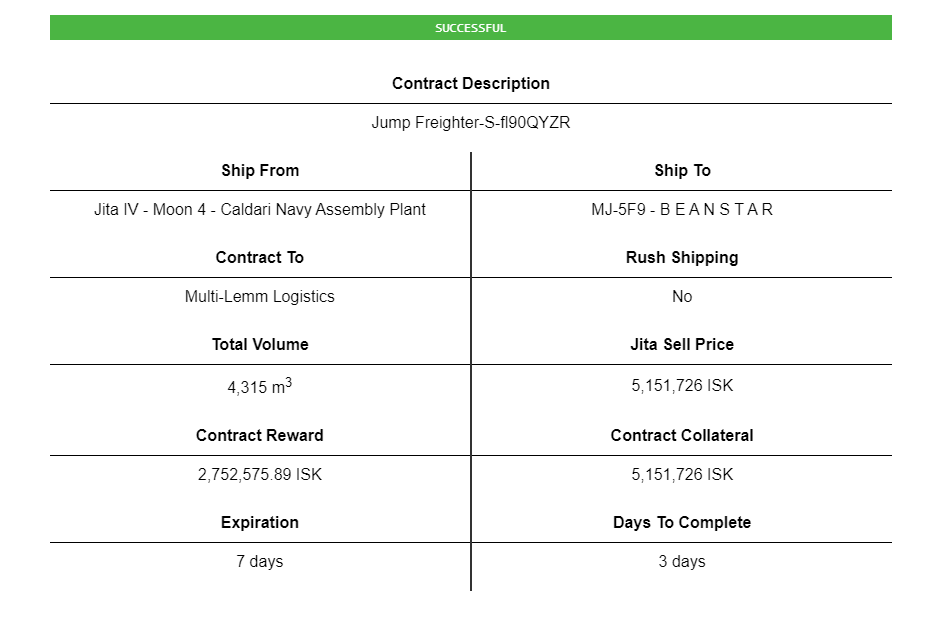 SUCCESSFUL
Contract Description
Jump Freighter-S-fl90QYZR
Ship From
Ship To
Jita IV - Moon 4 - Caldari Navy Assembly Plant
MJ-5F9 - B E A N S T A R
Contract To
Rush Shipping
Multi-Lemm Logistics
No
Total Volume
Jita Sell Price
4,315 m³
5,151,726 ISK
Contract Reward
Contract Collateral
2,752,575.89 ISK
5,151,726 ISK
Expiration
Days To Complete
7 days
3 days